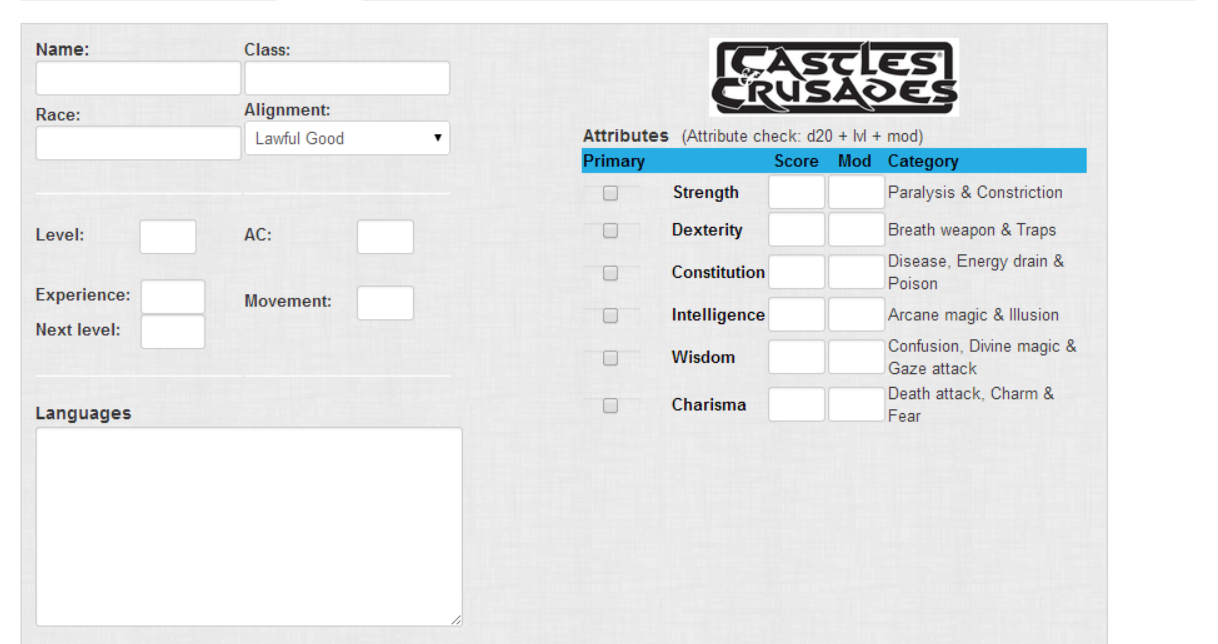 Name: Class:
Race: Alignment:
Lawful Good
Level: AC:
Experience: Movement:
Next level:
Languages
CASTLES
& CRUSADES
Attributes (Attribute check: d20 + lvl + mod)
Primary Score Mod Category
Strength Paralysis & Constriction
Dexterity Breath weapon & Traps
Constitution Disease, Energy drain &
Poison
Intelligence Arcane magic & Illusion
Wisdom Confusion, Divine magic &
Gaze attack
Charisma Death attack, Charm &
Fear